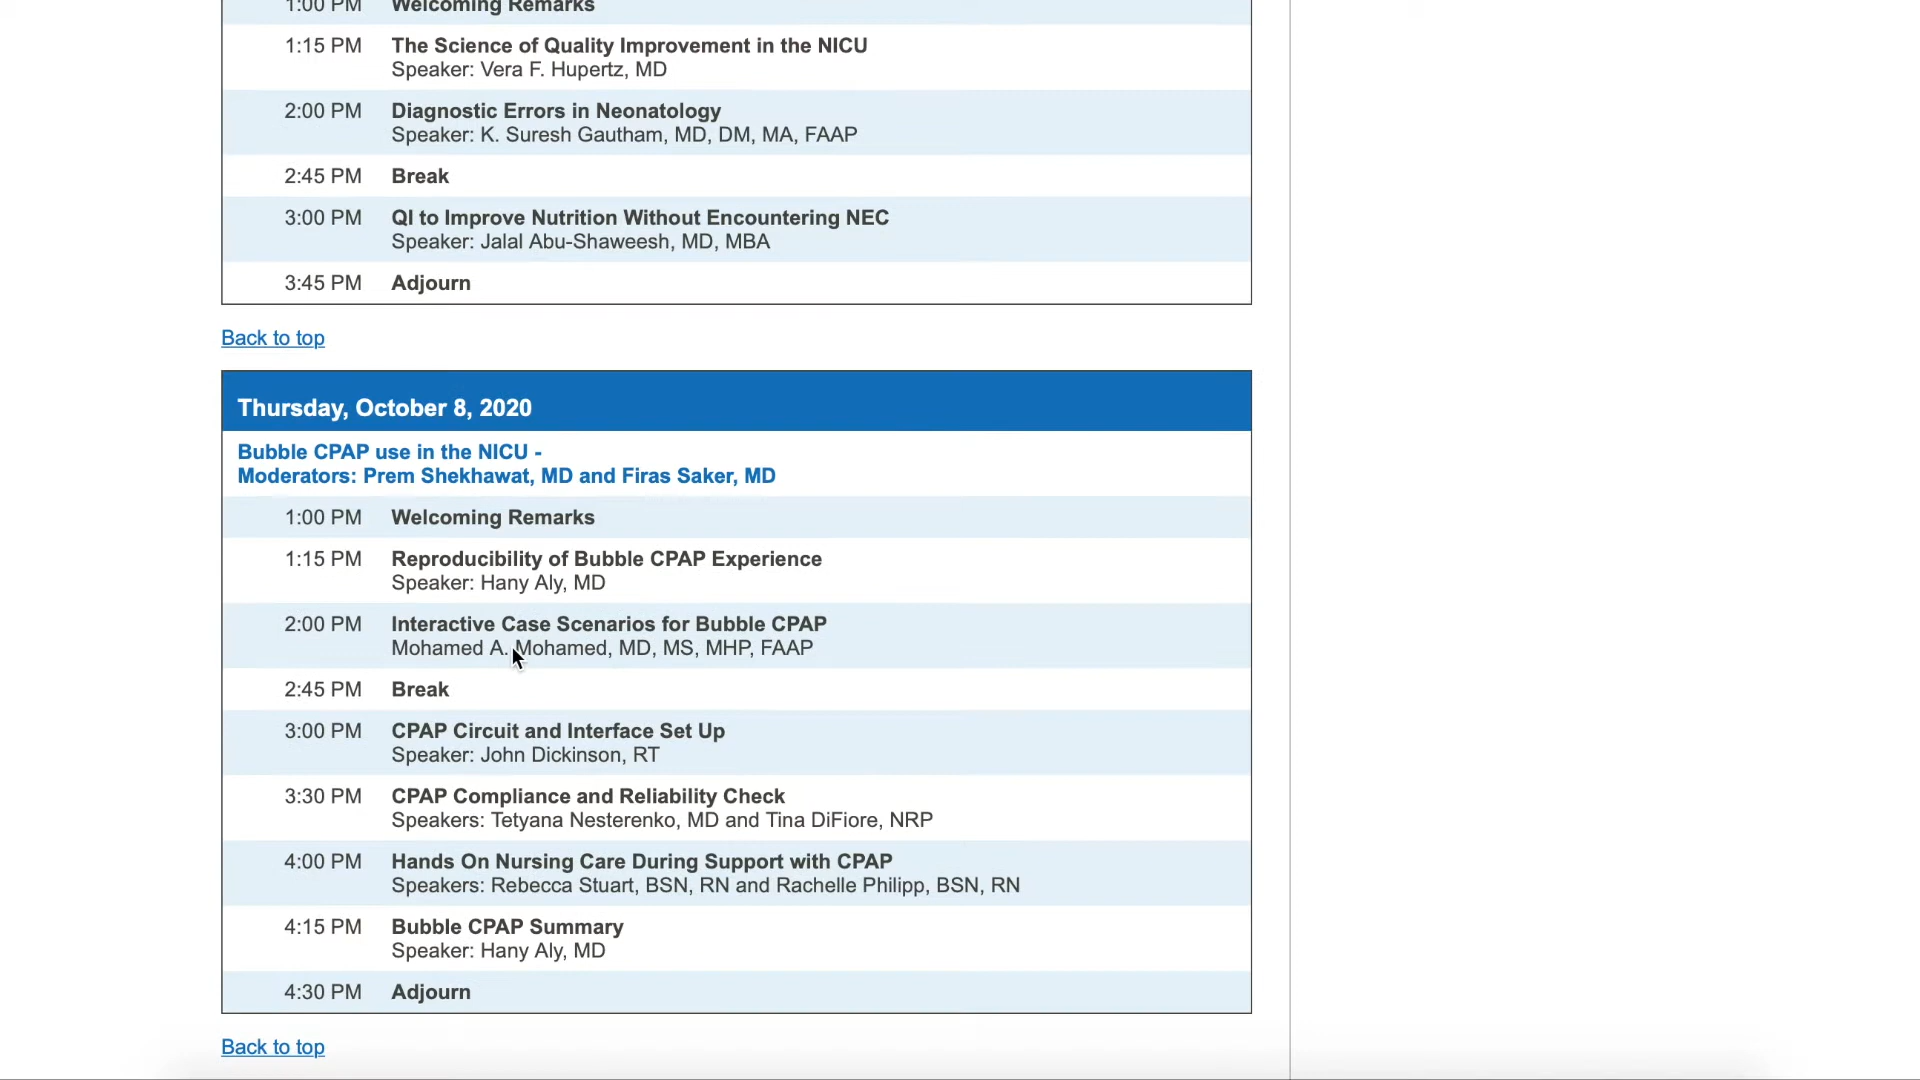 1:00 PM Welcoming Remarks
1:15 PM The Science of Quality Improvement in the NICU
Speaker: Vera F. Hupertz, MD
2:00 PM Diagnostic Errors in Neonatology
Speaker: K. Suresh Gautham, MD, DM, MA, FAAP
2:45 PM Break
3:00 PM QI to Improve Nutrition Without Encountering NEC
Speaker: Jalal Abu-Shaweesh, MD, MBA
3:45 PM Adjourn
Back to top
Thursday, October 8, 2020
Bubble CPAP use in the NICU -
Moderators: Prem Shekhawat, MD and Firas Saker, MD
1:00 PM Welcoming Remarks
1:15 PM Reproducibility of Bubble CPAP Experience
Speaker: Hany Aly, MD
2:00 PM Interactive Case Scenarios for Bubble CPAP
Mohamed A. Mohamed, MD, MS, MHP, FAAP
2:45 PM Break
3:00 PM CPAP Circuit and Interface Set Up
Speaker: John Dickinson, RT
3:30 PM CPAP Compliance and Reliability Check
Speakers: Tetyana Nesterenko, MD and Tina DiFiore, NRP
4:00 PM Hands On Nursing Care During Support with CPAP
Speakers: Rebecca Stuart, BSN, RN and Rachelle Philipp, BSN, RN
4:15 PM Bubble CPAP Summary
Speaker: Hany Aly, MD
4:30 PM Adjourn
Back to top